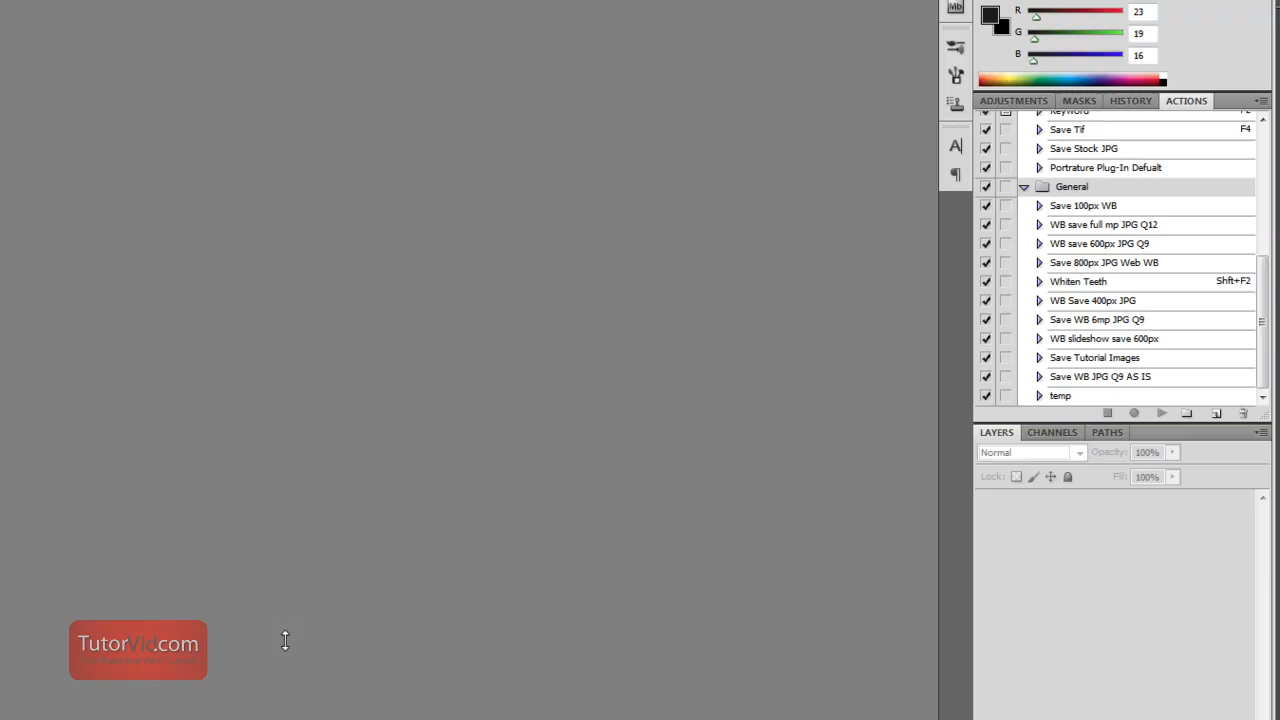 Mb
R 23
G 19
B 16
ADJUSTMENTS MASKS HISTORY ACTIONS
Keyword F2
Save Tif F4
Save Stock JPG
Portrature Plug-In Defualt
General
Save 100px WB
WB save full mp JPG Q12
WB save 600px JPG Q9
Save 800px JPG Web WB
Whiten Teeth Shft+F2
WB Save 400px JPG
Save WB 6mp JPG Q9
WB slideshow save 600px
Save Tutorial Images
Save WB JPG Q9 AS IS
temp
LAYERS CHANNELS PATHS
Normal Opacity: 100%
Lock: Fill: 100%
TutorVid.com